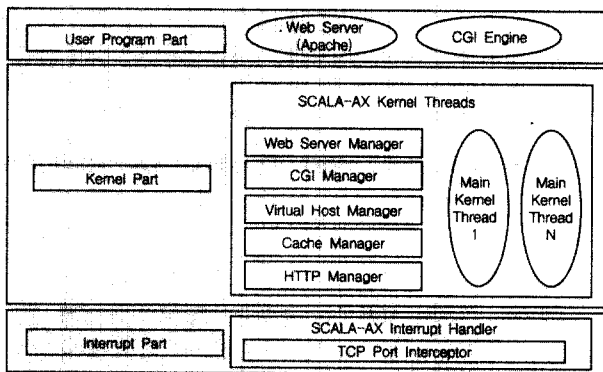 User Program Part
Web Server
(Apache)
CGI Engine
SCALA-AX Kernel Threads
Web Server Manager
CGI Manager
Kernel Part
Virtual Host Manager
Cache Manager
HTTP Manager
Main
Kernel
Thread
1
Main
Kernel
Thread
N
SCALA-AX Interrupt Handler
Interrupt Part
TCP Port Interceptor